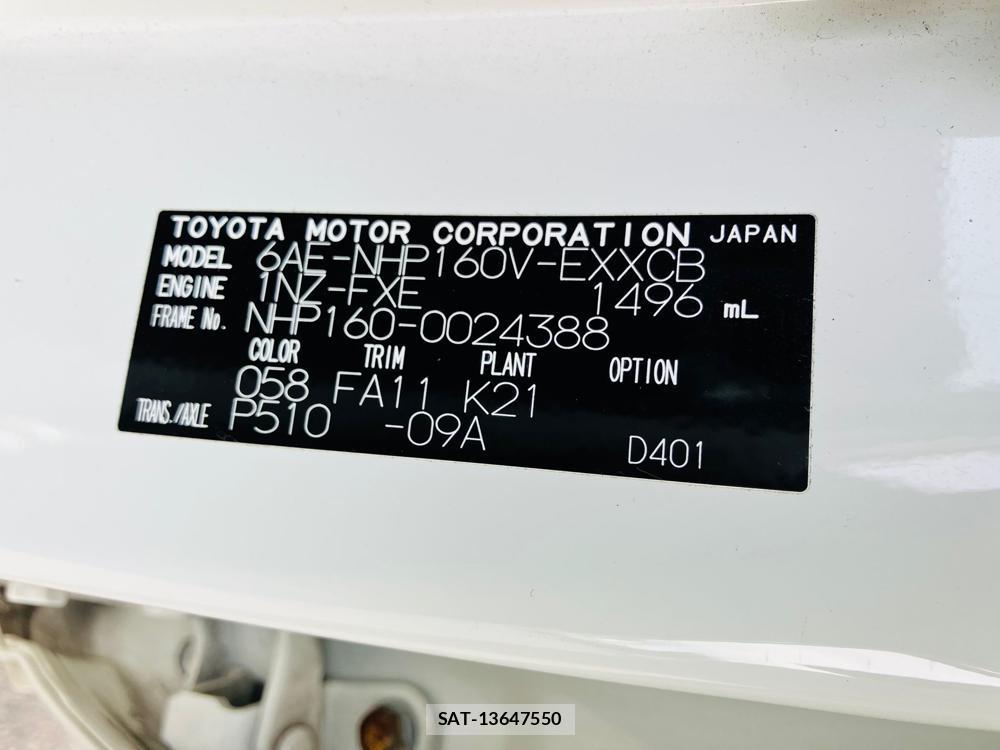 TOYOTA MOTOR CORPORATION JAPAN
MODEL 6AE-NHP160V-EXXCB
ENGINE 1NZ-FXE 1496 mL
FRAME No. NHP160-0024388
COLOR TRIM PLANT OPTION
058 FA11 K21
TRANS./AXLE P510 -09A D401
SAT-13647550